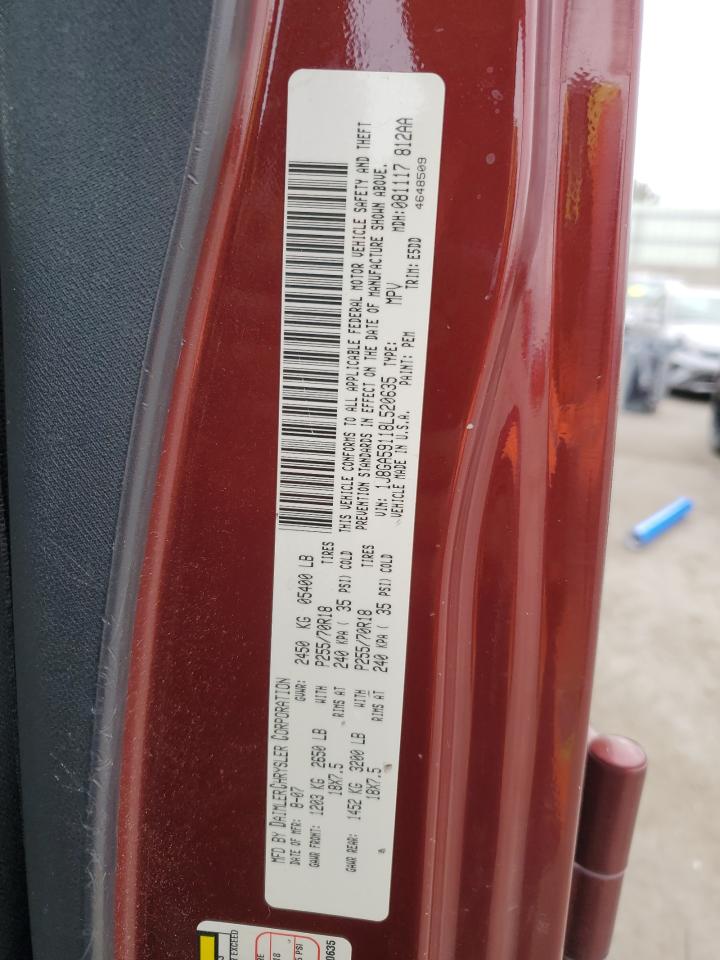 MFD BY DAIMLERCHRYSLER CORPORATION
DATE OF MFR: 8-07 GVWR: 2450 KG 05400 LB
GAWR FRONT: 1203 KG 2650 LB WITH P255/70R18 TIRES
18X7.5 RIMS AT 240 KPA ( 35 PSI) COLD
GAWR REAR: 1452 KG 3200 LB WITH P255/70R18 TIRES
18X7.5 RIMS AT 240 KPA ( 35 PSI) COLD
THIS VEHICLE CONFORMS TO ALL APPLICABLE FEDERAL MOTOR VEHICLE SAFETY AND THEFT
PREVENTION STANDARDS IN EFFECT ON THE DATE OF MANUFACTURE SHOWN ABOVE.
VIN: 1J8GA59118L520635 TYPE: MPV MDH:081117 812AA
VEHICLE MADE IN U.S.A. PAINT: PEM TRIM: E5DD 4648509
EXCEED
PSI